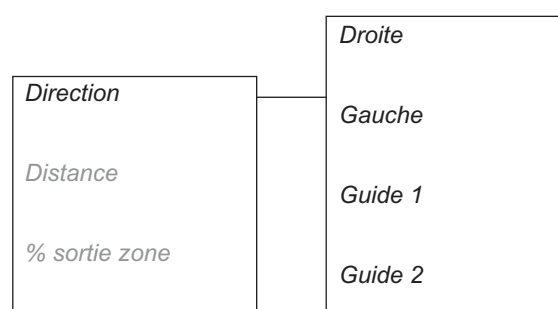 Direction
Distance
% sortie zone
Droite
Gauche
Guide 1
Guide 2